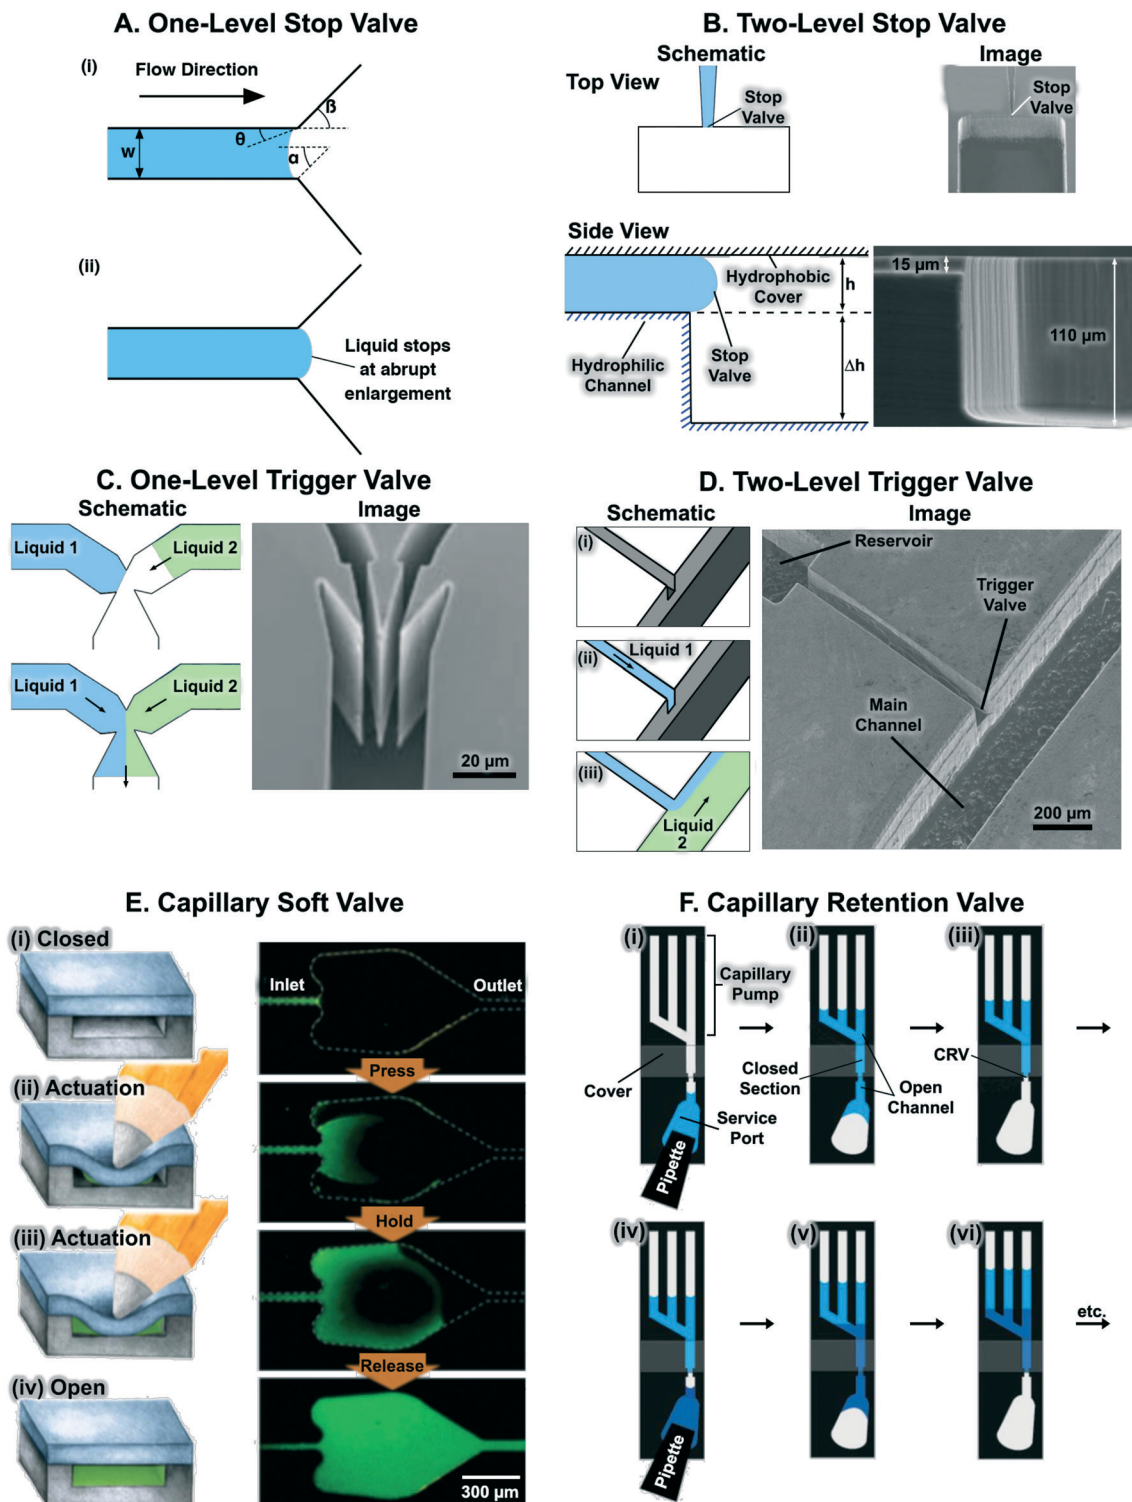 A. One-Level Stop Valve
(i)
Flow Direction
ß
θ
w
α
(ii)
Liquid stops
at abrupt
enlargement
B. Two-Level Stop Valve
Schematic
Image
Top View
Stop
Valve
Stop
Valve
Side View
Hydrophobic
Cover
h
Hydrophilic
Channel
Stop
Valve
Δh
15 µm
110 µm
C. One-Level Trigger Valve
Schematic
Image
Liquid 1
Liquid 2
Liquid 1
Liquid 2
20 µm
D. Two-Level Trigger Valve
Schematic
Image
(i)
(ii)
Liquid 1
(iii)
Liquid
2
Reservoir
Trigger
Valve
Main
Channel
200 µm
E. Capillary Soft Valve
(i) Closed
(ii) Actuation
(iii) Actuation
(iv) Open
Inlet
Outlet
Press
Hold
Release
300 µm
F. Capillary Retention Valve
(i)
Capillary
Pump
Cover
Service
Port
Pipette
(ii)
Closed
Section
Open
Channel
(iii)
CRV
(iv)
Pipette
(v)
(vi)
etc.